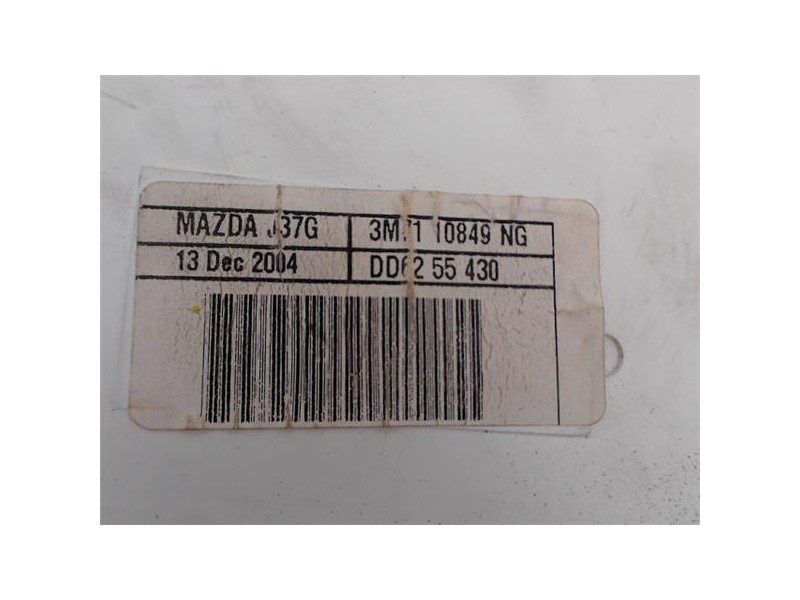 MAZDA J37G 3M71 10849 NG
13 Dec 2004 DD62 55 430